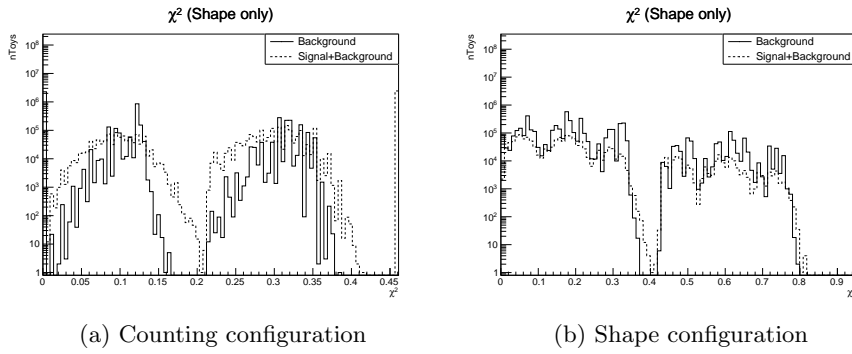 χ² (Shape only)
nToys
Background
Signal+Background
10⁸
10⁷
10⁶
10⁵
10⁴
10³
10²
10
1
0 0.05 0.1 0.15 0.2 0.25 0.3 0.35 0.4 0.45
χ²
(a) Counting configuration
χ² (Shape only)
nToys
Background
Signal+Background
10⁸
10⁷
10⁶
10⁵
10⁴
10³
10²
10
1
0 0.1 0.2 0.3 0.4 0.5 0.6 0.7 0.8 0.9
(b) Shape configuration